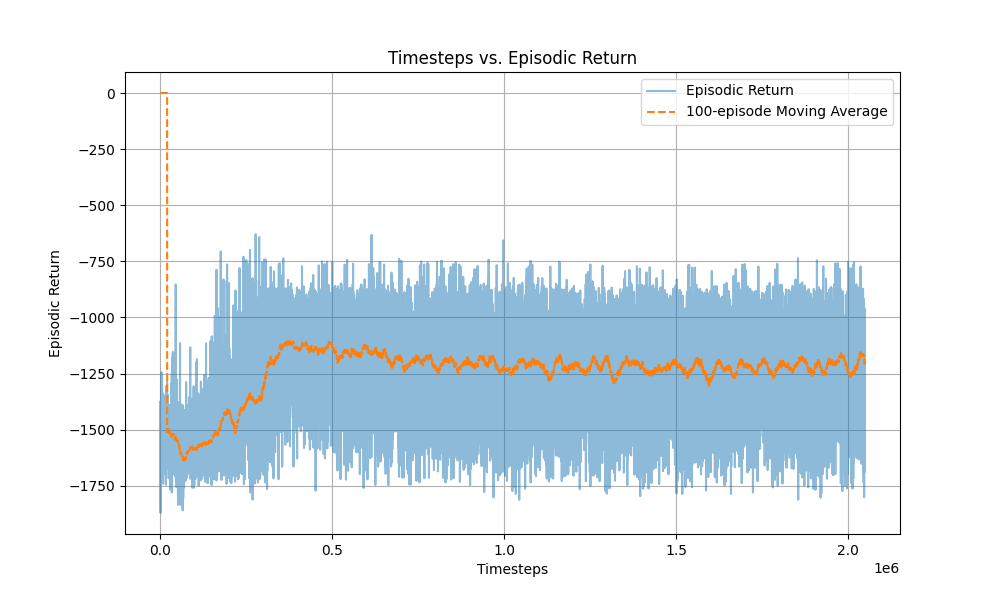 Timesteps vs. Episodic Return
Episodic Return
100-episode Moving Average
0
−250
−500
−750
−1000
−1250
−1500
−1750
Episodic Return
0.0
0.5
1.0
1.5
2.0
1e6
Timesteps